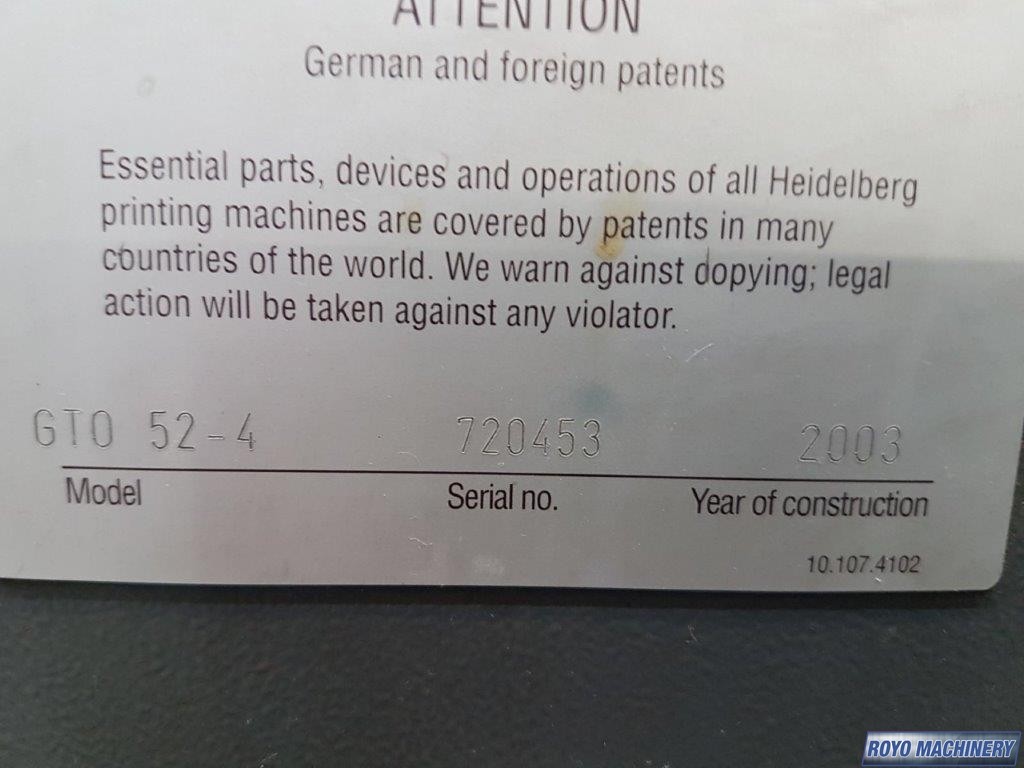 ATTENTION
German and foreign patents
Essential parts, devices and operations of all Heidelberg
printing machines are covered by patents in many
countries of the world. We warn against dopying; legal
action will be taken against any violator.
GTO 52-4 720453 2003
Model Serial no. Year of construction
10.107.4102
ROYO MACHINERY